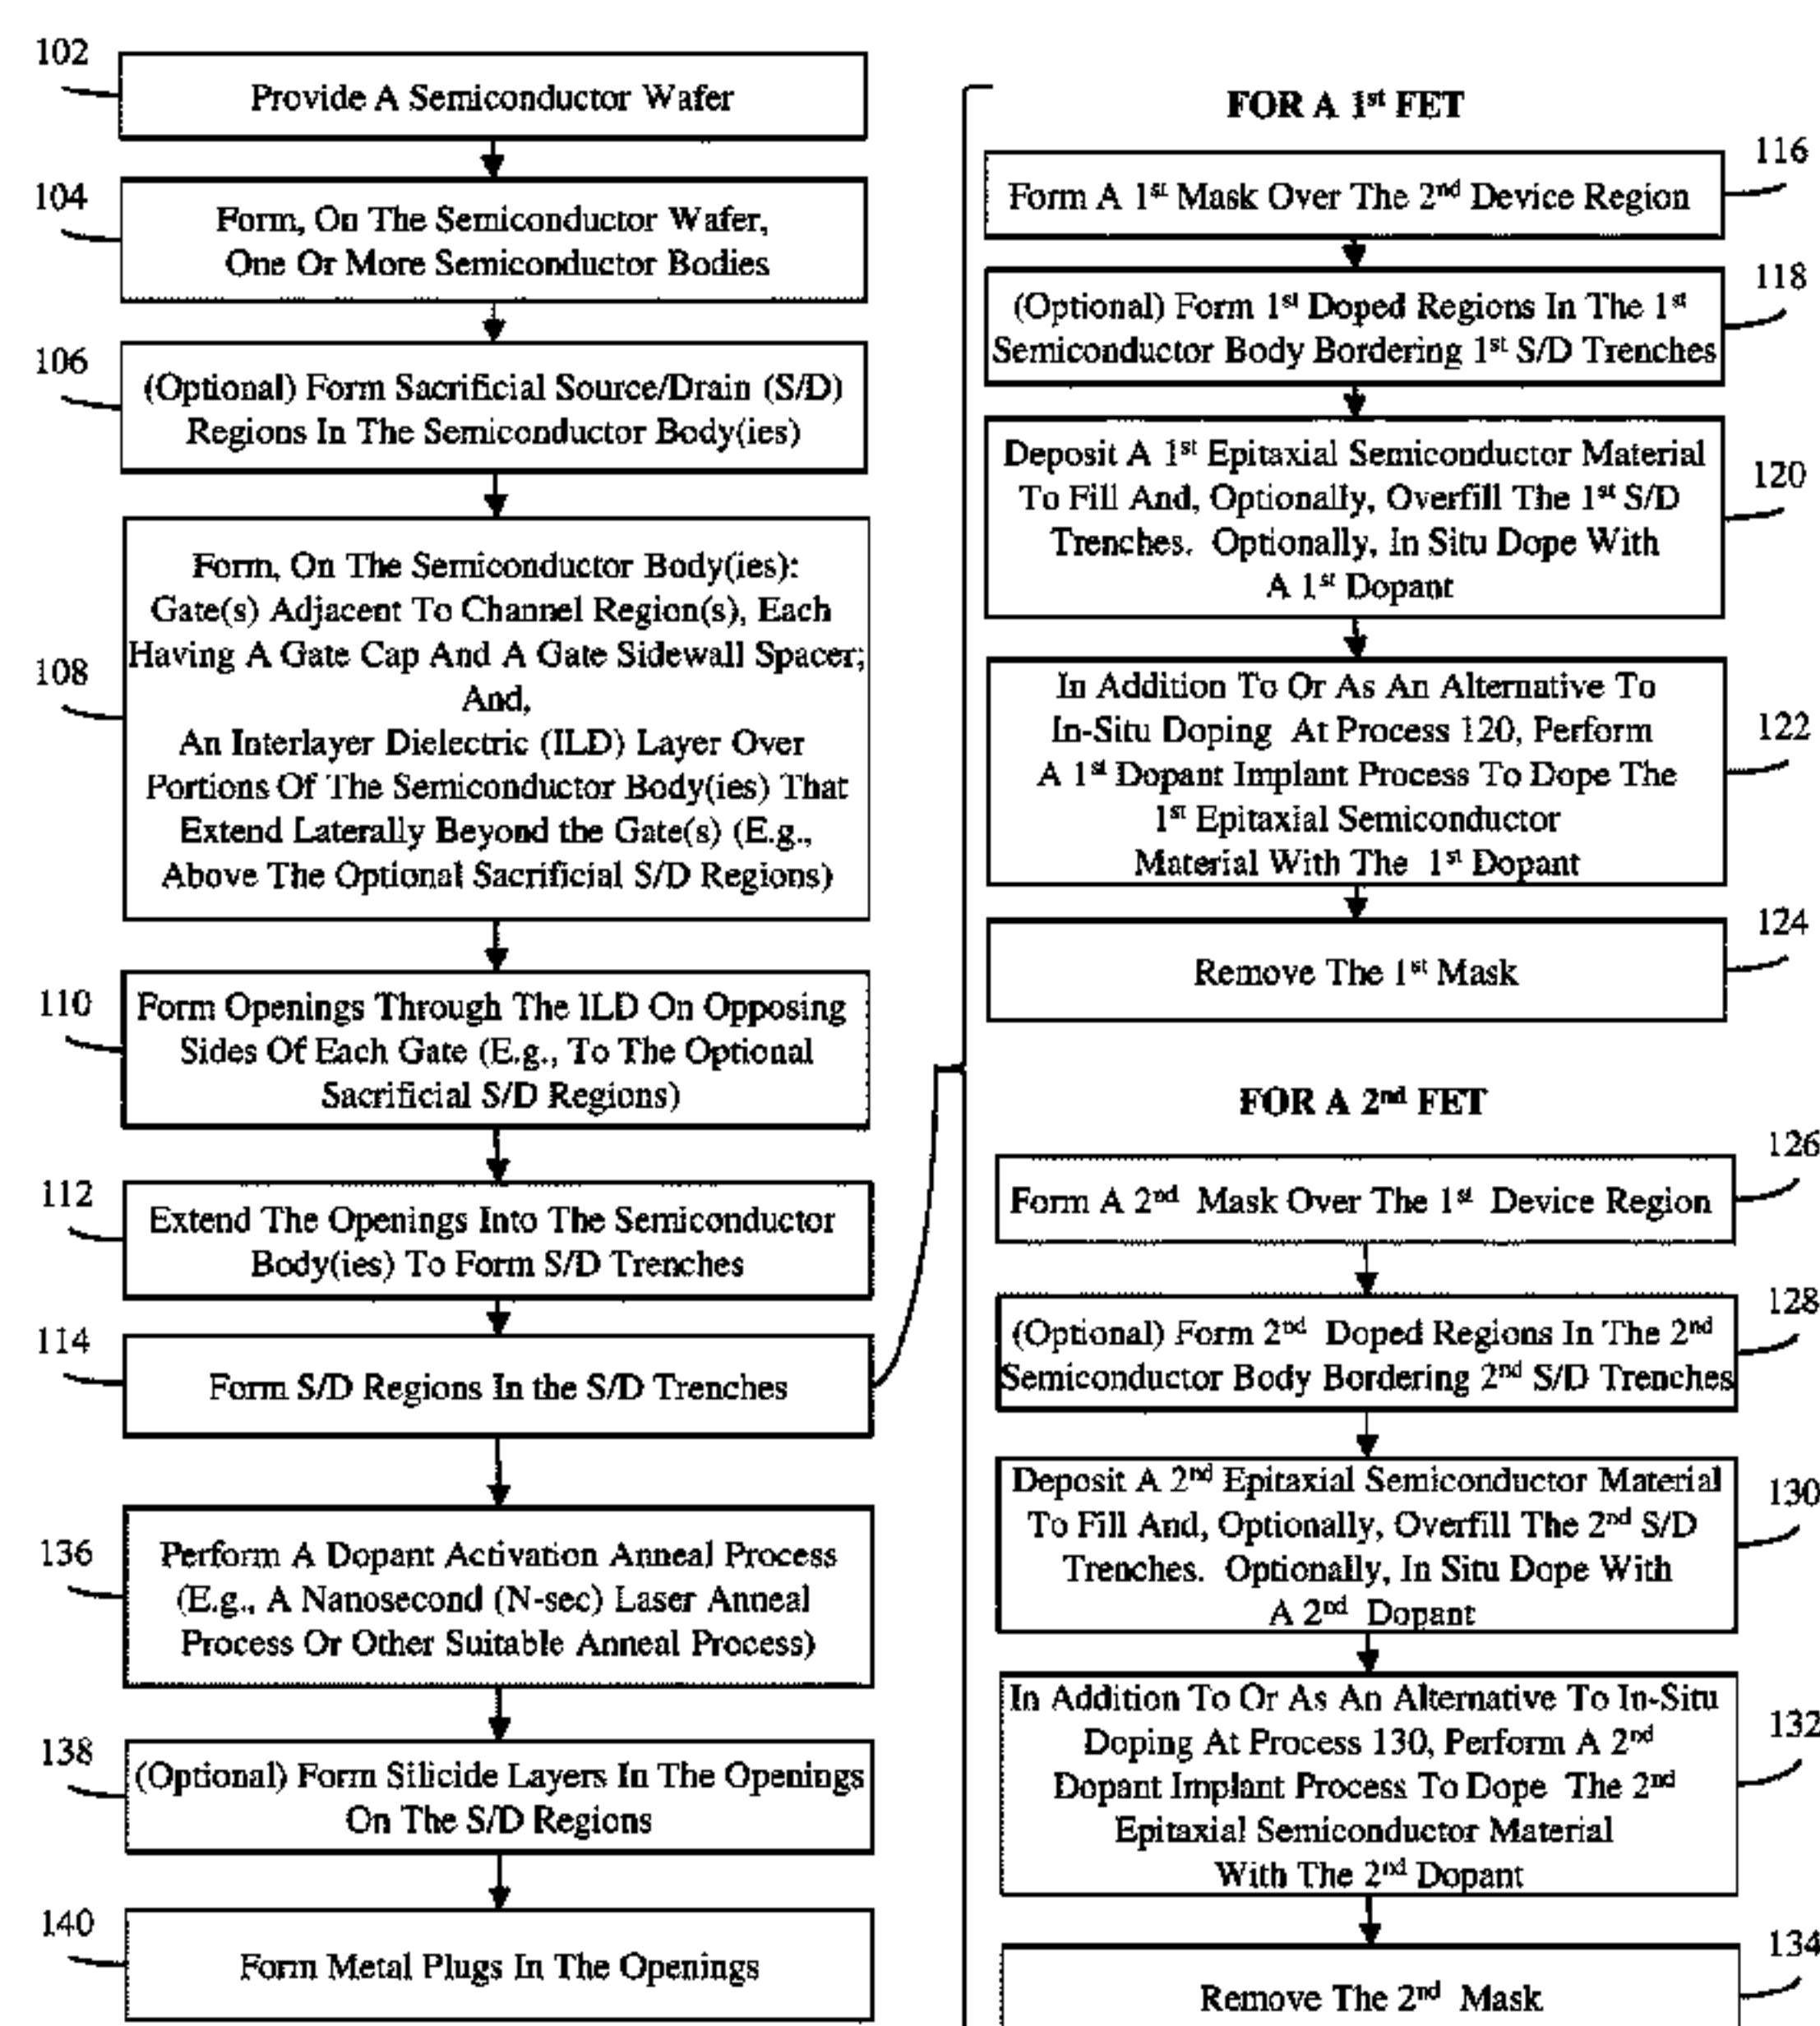 102
Provide A Semiconductor Wafer
104
Form, On The Semiconductor Wafer,
One Or More Semiconductor Bodies
106
(Optional) Form Sacrificial Source/Drain (S/D)
Regions In The Semiconductor Body(ies)
108
Form, On The Semiconductor Body(ies):
Gate(s) Adjacent To Channel Region(s), Each
Having A Gate Cap And A Gate Sidewall Spacer;
And,
An Interlayer Dielectric (ILD) Layer Over
Portions Of The Semiconductor Body(ies) That
Extend Laterally Beyond the Gate(s) (E.g.,
Above The Optional Sacrificial S/D Regions)
110
Form Openings Through The ILD On Opposing
Sides Of Each Gate (E.g., To The Optional
Sacrificial S/D Regions)
112
Extend The Openings Into The Semiconductor
Body(ies) To Form S/D Trenches
114
Form S/D Regions In the S/D Trenches
136
Perform A Dopant Activation Anneal Process
(E.g., A Nanosecond (N-sec) Laser Anneal
Process Or Other Suitable Anneal Process)
138
(Optional) Form Silicide Layers In The Openings
On The S/D Regions
140
Form Metal Plugs In The Openings
FOR A 1st FET
116
Form A 1st Mask Over The 2nd Device Region
118
(Optional) Form 1st Doped Regions In The 1st
Semiconductor Body Bordering 1st S/D Trenches
120
Deposit A 1st Epitaxial Semiconductor Material
To Fill And, Optionally, Overfill The 1st S/D
Trenches. Optionally, In Situ Dope With
A 1st Dopant
122
In Addition To Or As An Alternative To
In-Situ Doping At Process 120, Perform
A 1st Dopant Implant Process To Dope The
1st Epitaxial Semiconductor
Material With The 1st Dopant
124
Remove The 1st Mask
FOR A 2nd FET
126
Form A 2nd Mask Over The 1st Device Region
128
(Optional) Form 2nd Doped Regions In The 2nd
Semiconductor Body Bordering 2nd S/D Trenches
130
Deposit A 2nd Epitaxial Semiconductor Material
To Fill And, Optionally, Overfill The 2nd S/D
Trenches. Optionally, In Situ Dope With
A 2nd Dopant
132
In Addition To Or As An Alternative To In-Situ
Doping At Process 130, Perform A 2nd
Dopant Implant Process To Dope The 2nd
Epitaxial Semiconductor Material
With The 2nd Dopant
134
Remove The 2nd Mask